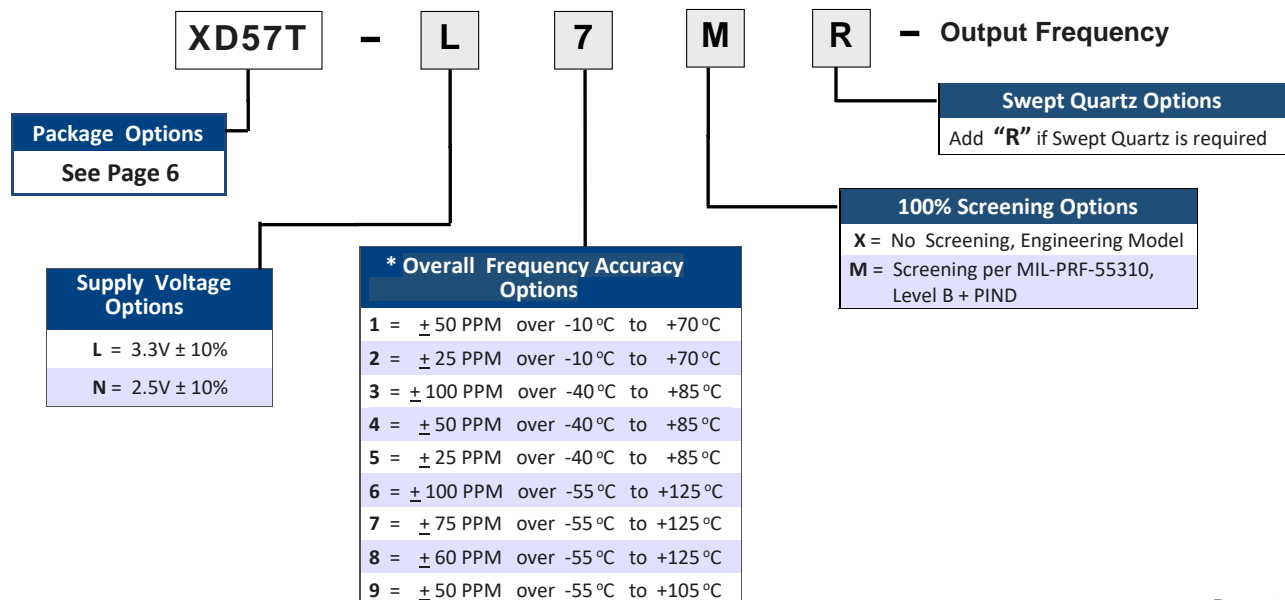 XD57T – L 7 M R – Output Frequency
Swept Quartz Options
Add "R" if Swept Quartz is required
Package Options
See Page 6
100% Screening Options
X = No Screening, Engineering Model
M = Screening per MIL-PRF-55310,
Level B + PIND
Supply Voltage
Options
L = 3.3V ± 10%
N = 2.5V ± 10%
* Overall Frequency Accuracy
Options
1 = ± 50 PPM over -10 °C to +70 °C
2 = ± 25 PPM over -10 °C to +70 °C
3 = ± 100 PPM over -40 °C to +85 °C
4 = ± 50 PPM over -40 °C to +85 °C
5 = ± 25 PPM over -40 °C to +85 °C
6 = ± 100 PPM over -55 °C to +125 °C
7 = ± 75 PPM over -55 °C to +125 °C
8 = ± 60 PPM over -55 °C to +125 °C
9 = ± 50 PPM over -55 °C to +105 °C